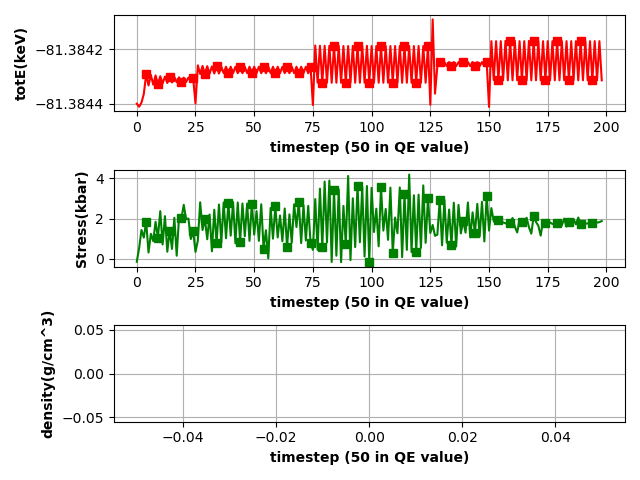 totE(keV)
−81.3842
−81.3844
0 25 50 75 100 125 150 175 200
timestep (50 in QE value)
Stress(kbar)
4
2
0
0 25 50 75 100 125 150 175 200
timestep (50 in QE value)
density(g/cm^3)
0.05
0.00
−0.05
−0.04 −0.02 0.00 0.02 0.04
timestep (50 in QE value)